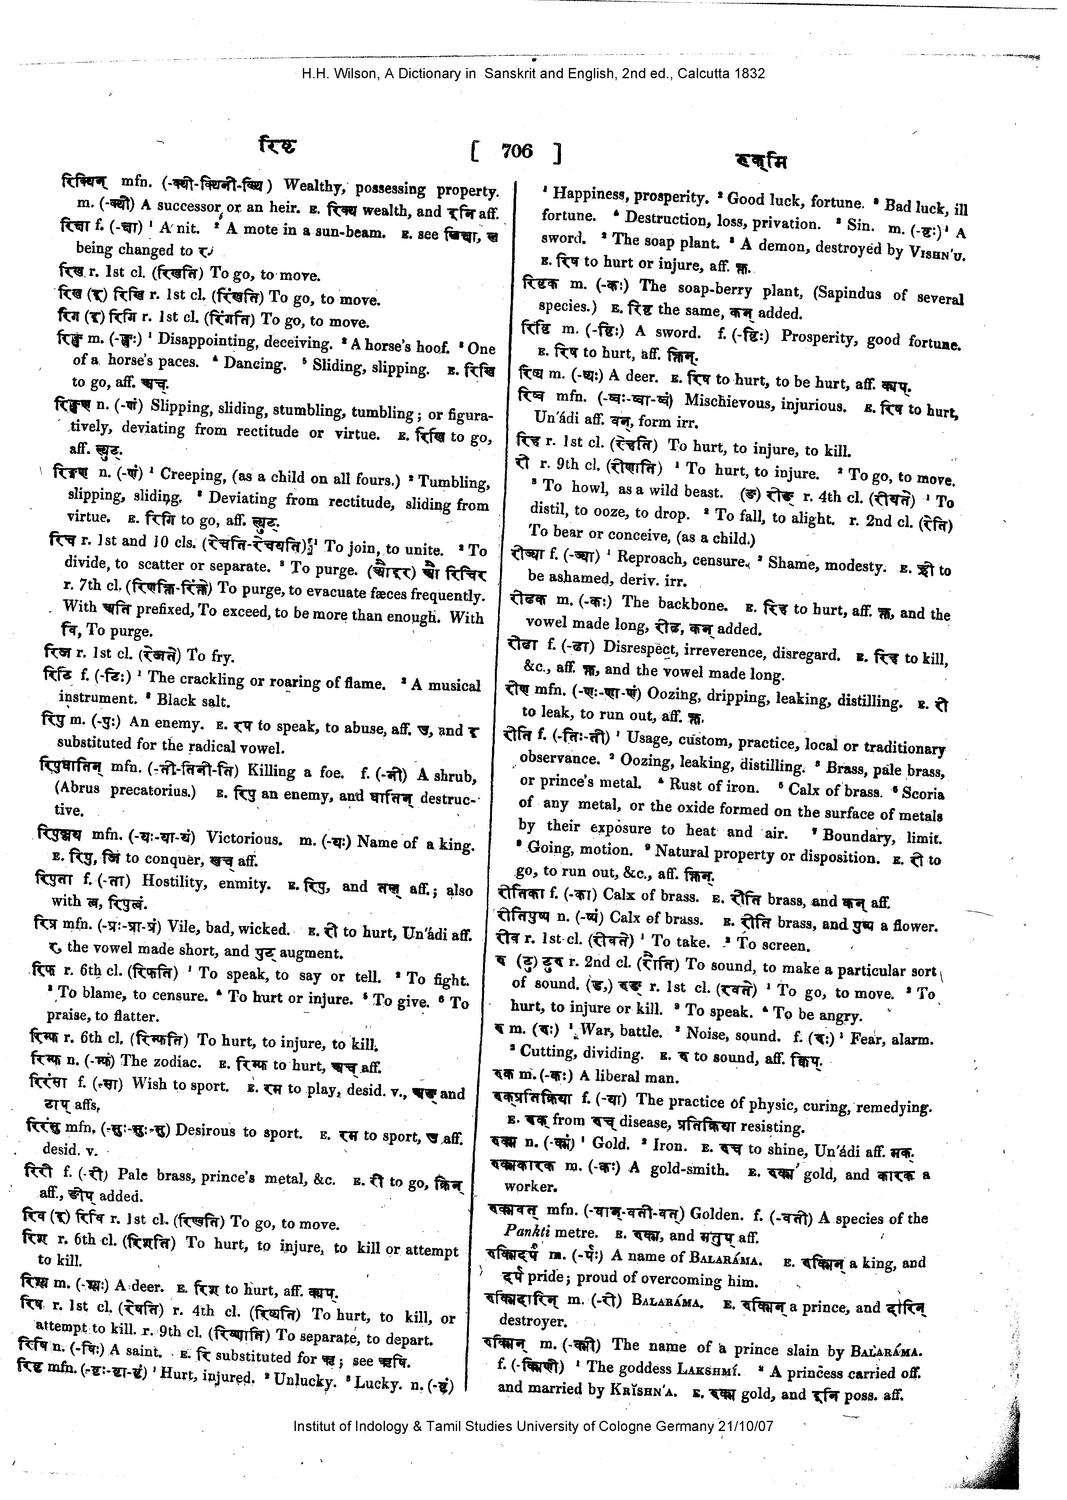 H.H. Wilson, A Dictionary in Sanskrit and English, 2nd ed., Calcutta 1832
रिष्ट
[ 706 ]
रुक्मि
रिक्थिन् mfn. (-क्थी-क्थिनी-क्थि) Wealthy, possessing property.
m. (-क्थी) A successor, or an heir. E. रिक्थ wealth, and इनि aff.
रिक्षा f. (-क्षा) ¹ A nit. ² A mote in a sun-beam. E. see लिक्षा, ल
being changed to र.
रिख r. 1st cl. (रिखति) To go, to move.
रिख (इ) रिखि r. 1st cl. (रिंखति) To go, to move.
रिग (इ) रिगि r. 1st cl. (रिंगति) To go, to move.
रिङ्ख m. (-ङ्खः) ¹ Disappointing, deceiving. ² A horse's hoof. ³ One
of a horse's paces. ⁴ Dancing. ⁵ Sliding, slipping. E. रिखि
to go, aff. अच्.
रिङ्खण n. (-णं) Slipping, sliding, stumbling, tumbling; or figura-
tively, deviating from rectitude or virtue. E. रिखि to go,
aff. ल्युट्.
रिङ्गण n. (-णं) ¹ Creeping, (as a child on all fours.) ² Tumbling,
slipping, sliding. ³ Deviating from rectitude, sliding from
virtue. E. रिगि to go, aff. ल्युट्.
रिच r. 1st and 10 cls. (रेचति-रेचयति) ¹ To join, to unite. ² To
divide, to scatter or separate. ³ To purge. (औ इर) औ रिचिर
r. 7th cl. (रिणक्ति-रिंक्ते) To purge, to evacuate fæces frequently.
With अति prefixed, To exceed, to be more than enough. With
वि, To purge.
रिज r. 1st cl. (रेजते) To fry.
रिटि f. (-टिः) ¹ The crackling or roaring of flame. ² A musical
instrument. ³ Black salt.
रिपु m. (-पुः) An enemy. E. रप to speak, to abuse, aff. उ, and इ
substituted for the radical vowel.
रिपुघातिन् mfn. (-ती-तिनी-ति) Killing a foe. f. (-नी) A shrub,
(Abrus precatorius.) E. रिपु an enemy, and घातिन् destruc-
tive.
रिपुञ्जय mfn. (-यः-या-यं) Victorious. m. (-यः) Name of a king.
E. रिपु, जि to conquer, खच् aff.
रिपुता f. (-ता) Hostility, enmity. E. रिपु, and तल् aff.; also
with त्व, रिपुत्वं.
रिप्र mfn. (-प्रः-प्रा-प्रं) Vile, bad, wicked. E. री to hurt, Un'ádi aff.
र, the vowel made short, and पुट् augment.
रिफ r. 6th cl. (रिफति) ¹ To speak, to say or tell. ² To fight.
³ To blame, to censure. ⁴ To hurt or injure. ⁵ To give. ⁶ To
praise, to flatter.
रिम्फ r. 6th cl. (रिम्फति) To hurt, to injure, to kill.
रिम्फ n. (-म्फं) The zodiac. E. रिम्फ to hurt, अच् aff.
रिरंसा f. (-सा) Wish to sport. E. रम to play, desid. v., अङ् and
टाप् affs.
रिरंसु mfn. (-सुः-सुः-सु) Desirous to sport. E. रम to sport, उ aff.
desid. v.
रिरी f. (-री) Pale brass, prince's metal, &c. E. री to go, क्विन्
aff., ङीप् added.
रिव (इ) रिवि r. 1st cl. (रिण्वति) To go, to move.
रिश r. 6th cl. (रिशति) To hurt, to injure, to kill or attempt
to kill.
रिश्य m. (-श्यः) A deer. E. रिश to hurt, aff. क्यप्.
रिष r. 1st cl. (रेषति) r. 4th cl. (रिष्यति) To hurt, to kill, or
attempt to kill. r. 9th cl. (रिष्णाति) To separate, to depart.
रिषि n. (-षिः) A saint. E. रि substituted for ऋ; see ऋषि.
रिष्ट mfn. (-ष्टः-ष्टा-ष्टं) ¹ Hurt, injured. ² Unlucky. ³ Lucky. n. (-ष्टं)
¹ Happiness, prosperity. ² Good luck, fortune. ³ Bad luck, ill
fortune. ⁴ Destruction, loss, privation. ⁵ Sin. m. (-ष्टः) ¹ A
sword. ² The soap plant. ³ A demon, destroyed by VISHN'U.
E. रिष to hurt or injure, aff. क्त.
रिष्टक m. (-कः) The soap-berry plant, (Sapindus of several
species.) E. रिष्ट the same, कन् added.
रिष्टि m. (-ष्टिः) A sword. f. (-ष्टिः) Prosperity, good fortune.
E. रिष to hurt, aff. क्तिन्.
रिष्य m. (-ष्यः) A deer. E. रिष to hurt, to be hurt, aff. क्यप्.
रिष्व mfn. (-ष्वः-ष्वा-ष्वं) Mischievous, injurious. E. रिष to hurt,
Un'ádi aff. वन्, form irr.
रिह r. 1st cl. (रेहति) To hurt, to injure, to kill.
री r. 9th cl. (रीणाति) ¹ To hurt, to injure. ² To go, to move.
³ To howl, as a wild beast. (ङ) रीङ् r. 4th cl. (रीयते) ¹ To
distil, to ooze, to drop. ² To fall, to alight. r. 2nd cl. (रेति)
To bear or conceive, (as a child.)
रीज्या f. (-ज्या) ¹ Reproach, censure. ² Shame, modesty. E. ह्री to
be ashamed, deriv. irr.
रीढक m. (-कः) The backbone. E. रिह to hurt, aff. क्त, and the
vowel made long, रीढ, कन् added.
रीढा f. (-ढा) Disrespect, irreverence, disregard. E. रिह to kill,
&c., aff. क्त, and the vowel made long.
रीण mfn. (-णः-णा-णं) Oozing, dripping, leaking, distilling. E. री
to leak, to run out, aff. क्त.
रीति f. (-तिः-ती) ¹ Usage, custom, practice, local or traditionary
observance. ² Oozing, leaking, distilling. ³ Brass, pale brass,
or prince's metal. ⁴ Rust of iron. ⁵ Calx of brass. ⁶ Scoria
of any metal, or the oxide formed on the surface of metals
by their exposure to heat and air. ⁷ Boundary, limit.
⁸ Going, motion. ⁹ Natural property or disposition. E. री to
go, to run out, &c., aff. क्तिन्.
रीतिका f. (-का) Calx of brass. E. रीति brass, and कन् aff.
रीतिपुष्प n. (-ष्पं) Calx of brass. E. रीति brass, and पुष्प a flower.
रीव r. 1st cl. (रीवते) ¹ To take. ² To screen.
रु (टु) टुरु r. 2nd cl. (रौति) To sound, to make a particular sort
of sound. (ङ,) रुङ् r. 1st cl. (रवते) ¹ To go, to move. ² To
hurt, to injure or kill. ³ To speak. ⁴ To be angry.
रु m. (रुः) ¹ War, battle. ² Noise, sound. f. (रुः) ¹ Fear, alarm.
² Cutting, dividing. E. रु to sound, aff. क्विप्.
रुक m. (-कः) A liberal man.
रुक्प्रतिक्रिया f. (-या) The practice of physic, curing, remedying.
E. रुक् from रुच् disease, प्रतिक्रिया resisting.
रुक्म n. (-क्मं) ¹ Gold. ² Iron. E. रुच to shine, Un'ádi aff. मक्.
रुक्मकारक m. (-कः) A gold-smith. E. रुक्म gold, and कारक a
worker.
रुक्मवत् mfn. (-वान्-वती-वत्) Golden. f. (-वती) A species of the
Pankti metre. E. रुक्म, and मतुप् aff.
रुक्मिदर्प m. (-र्पः) A name of BALARÁMA. E. रुक्मिन् a king, and
दर्प pride; proud of overcoming him.
रुक्मिदारिन् m. (-री) BALARÁMA. E. रुक्मिन् a prince, and दारिन्
destroyer.
रुक्मिन् m. (-क्मी) The name of a prince slain by BALARÁMA.
f. (-क्मिणी) ¹ The goddess LAKSHMÍ. ² A princess carried off.
and married by KRĬSHN'A. E. रुक्म gold, and इनि poss. aff.
Institut of Indology & Tamil Studies University of Cologne Germany 21/10/07